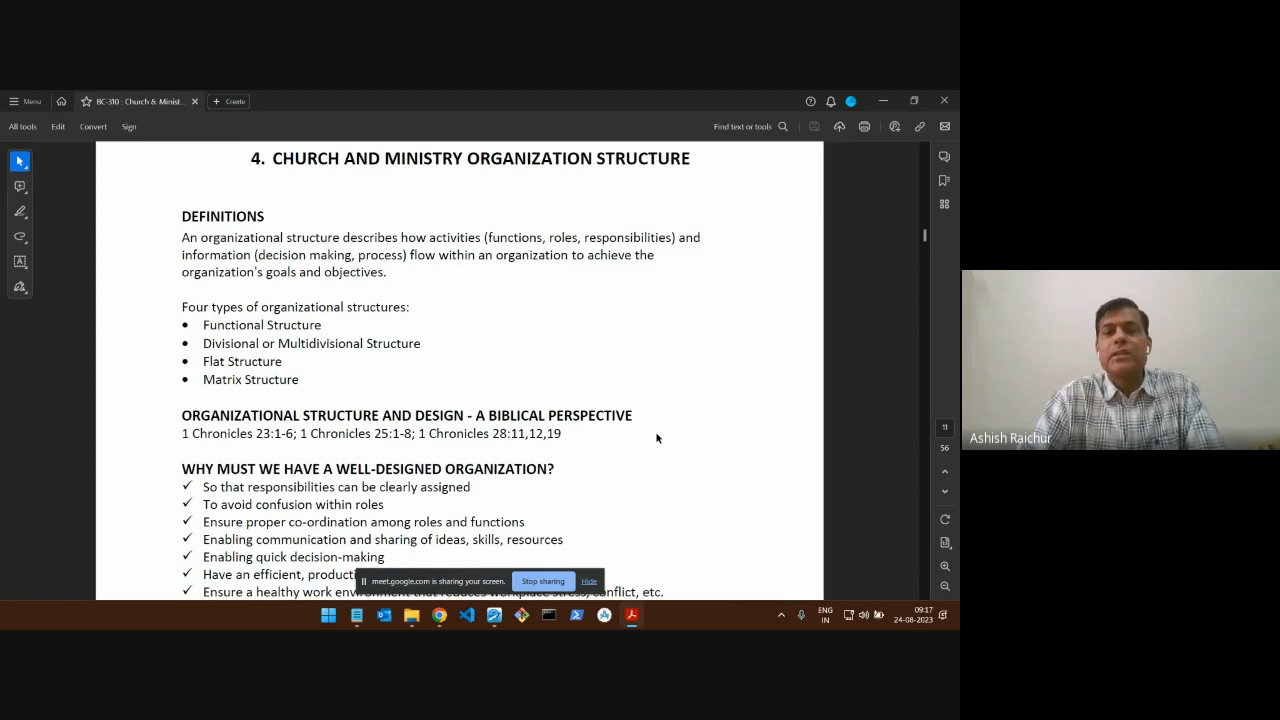 Menu
BC-310 : Church & Minist...
Create
All tools
Edit
Convert
Sign
Find text or tools
4. CHURCH AND MINISTRY ORGANIZATION STRUCTURE
DEFINITIONS
An organizational structure describes how activities (functions, roles, responsibilities) and
information (decision making, process) flow within an organization to achieve the
organization's goals and objectives.
Four types of organizational structures:
• Functional Structure
• Divisional or Multidivisional Structure
• Flat Structure
• Matrix Structure
ORGANIZATIONAL STRUCTURE AND DESIGN - A BIBLICAL PERSPECTIVE
1 Chronicles 23:1-6; 1 Chronicles 25:1-8; 1 Chronicles 28:11,12,19
WHY MUST WE HAVE A WELL-DESIGNED ORGANIZATION?
✓ So that responsibilities can be clearly assigned
✓ To avoid confusion within roles
✓ Ensure proper co-ordination among roles and functions
✓ Enabling communication and sharing of ideas, skills, resources
✓ Enabling quick decision-making
✓ Have an efficient,
✓ Ensure a healthy work environment that reduces workplace stress, conflict, etc.
meet.google.com is sharing your screen.
Stop sharing
Hide
11
56
Ashish Raichur
ENG
IN
09:17
24-08-2023